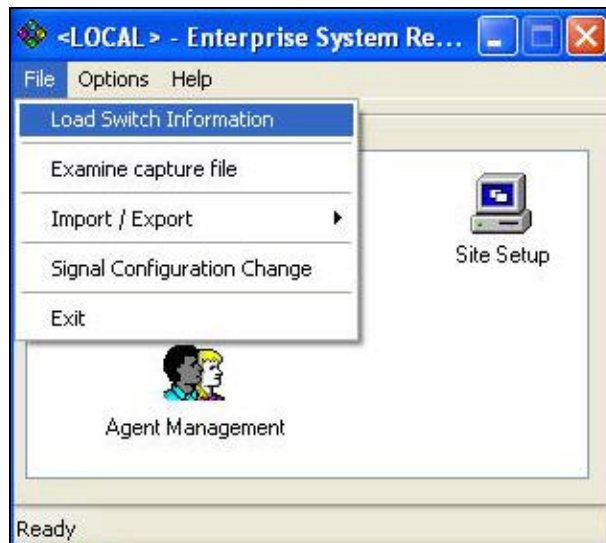 <LOCAL> - Enterprise System Re...
File Options Help
Load Switch Information
Examine capture file
Import / Export
Signal Configuration Change
Exit
Site Setup
Agent Management
Ready